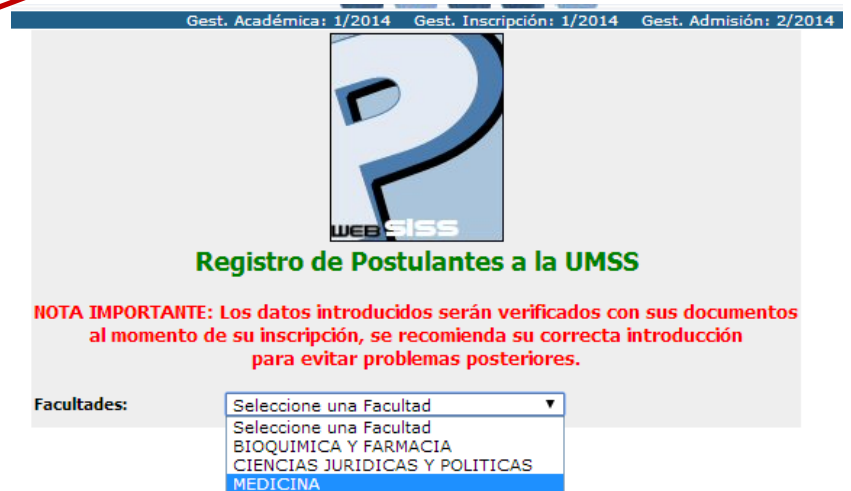 Gest. Académica: 1/2014 Gest. Inscripción: 1/2014 Gest. Admisión: 2/2014
WEB SISS
Registro de Postulantes a la UMSS
NOTA IMPORTANTE: Los datos introducidos serán verificados con sus documentos
al momento de su inscripción, se recomienda su correcta introducción
para evitar problemas posteriores.
Facultades: Seleccione una Facultad
Seleccione una Facultad
BIOQUIMICA Y FARMACIA
CIENCIAS JURIDICAS Y POLITICAS
MEDICINA